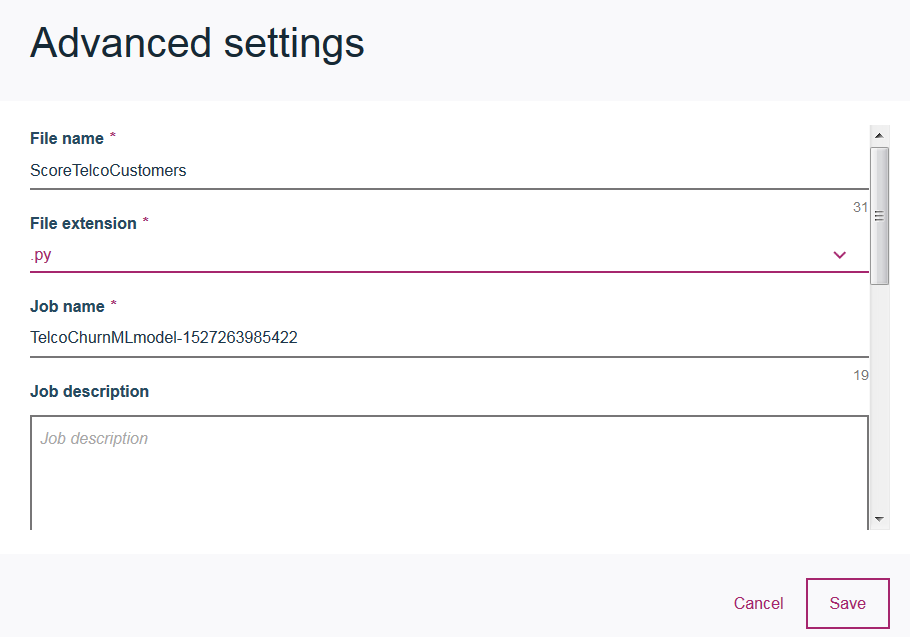 Advanced settings
File name *
ScoreTelcoCustomers
31
File extension *
.py
Job name *
TelcoChurnMLmodel-1527263985422
19
Job description
Job description
Cancel
Save